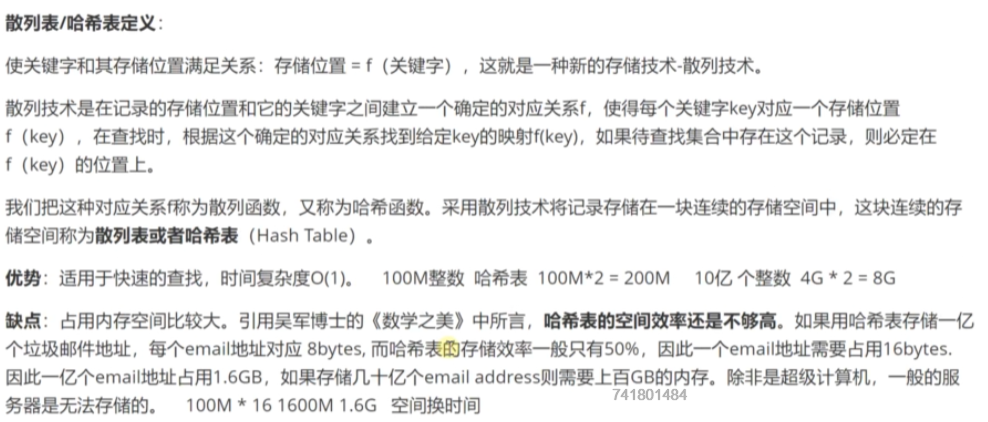 散列表/哈希表定义：
使关键字和其存储位置满足关系：存储位置 = f（关键字），这就是一种新的存储技术-散列技术。
散列技术是在记录的存储位置和它的关键字之间建立一个确定的对应关系f，使得每个关键字key对应一个存储位置
f（key），在查找时，根据这个确定的对应关系找到给定key的映射f(key)，如果待查找集合中存在这个记录，则必定在
f（key）的位置上。
我们把这种对应关系f称为散列函数，又称为哈希函数。采用散列技术将记录存储在一块连续的存储空间中，这块连续的存
储空间称为散列表或者哈希表（Hash Table）。
优势：适用于快速的查找，时间复杂度O(1)。 100M整数 哈希表 100M*2 = 200M 10亿 个整数 4G * 2 = 8G
缺点：占用内存空间比较大。引用吴军博士的《数学之美》中所言，哈希表的空间效率还是不够高。如果用哈希表存储一亿
个垃圾邮件地址，每个email地址对应 8bytes, 而哈希表的存储效率一般只有50%，因此一个email地址需要占用16bytes.
因此一亿个email地址占用1.6GB，如果存储几十亿个email address则需要上百GB的内存。除非是超级计算机，一般的服
务器是无法存储的。 100M * 16 1600M 1.6G 空间换时间
741801484